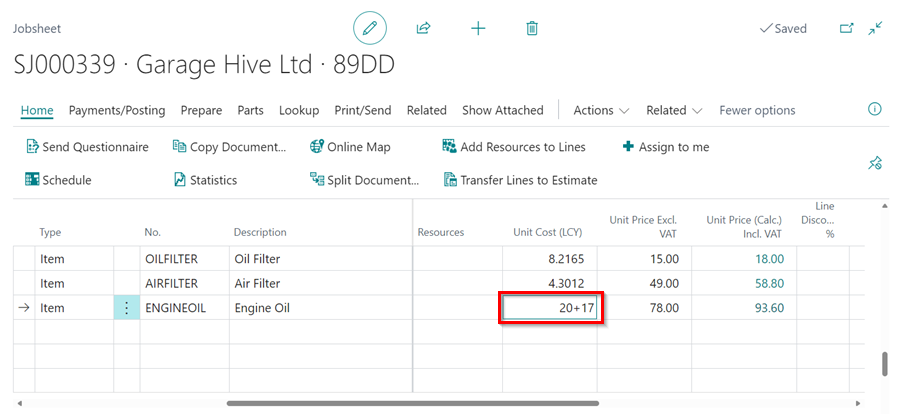 Jobsheet
Saved
SJ000339 · Garage Hive Ltd · 89DD
Home Payments/Posting Prepare Parts Lookup Print/Send Related Show Attached Actions Related Fewer options
Send Questionnaire Copy Document... Online Map Add Resources to Lines Assign to me
Schedule Statistics Split Document... Transfer Lines to Estimate
Type No. Description Resources Unit Cost (LCY) Unit Price Excl. VAT Unit Price (Calc.) Incl. VAT Line Disco... %
Item OILFILTER Oil Filter 8.2165 15.00 18.00
Item AIRFILTER Air Filter 4.3012 49.00 58.80
Item ENGINEOIL Engine Oil 20+17 78.00 93.60